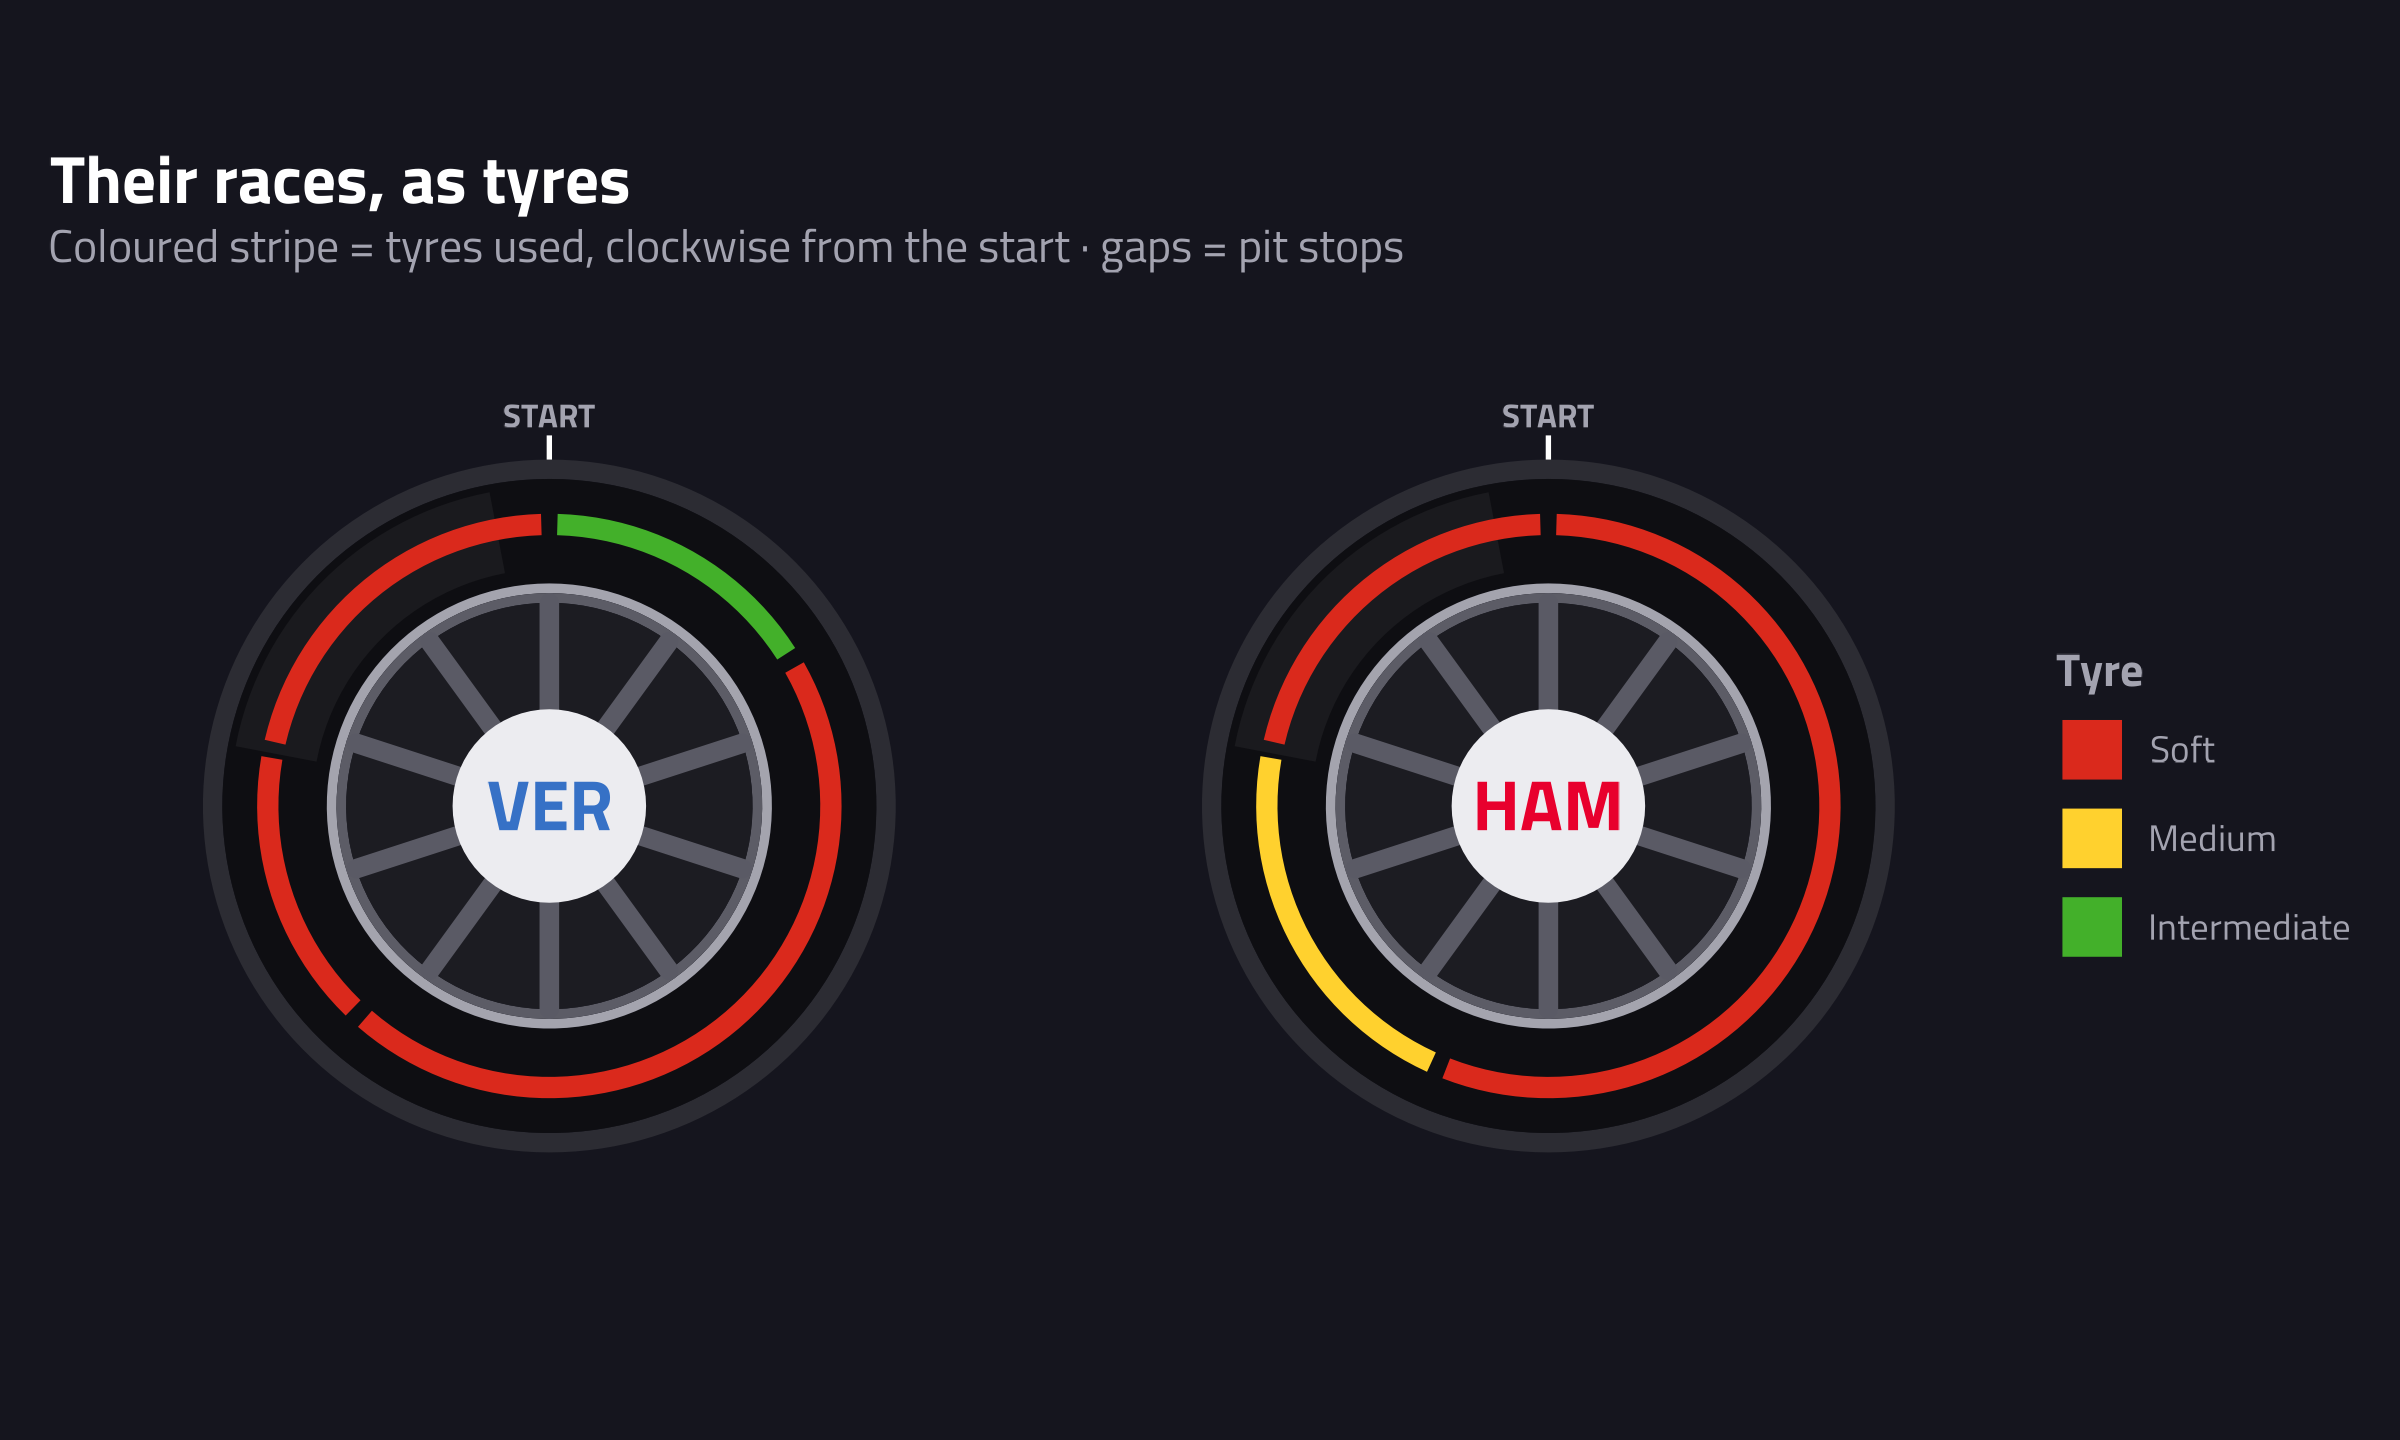 Their races, as tyres
Coloured stripe = tyres used, clockwise from the start · gaps = pit stops
START
START
VER
HAM
Tyre
Soft
Medium
Intermediate